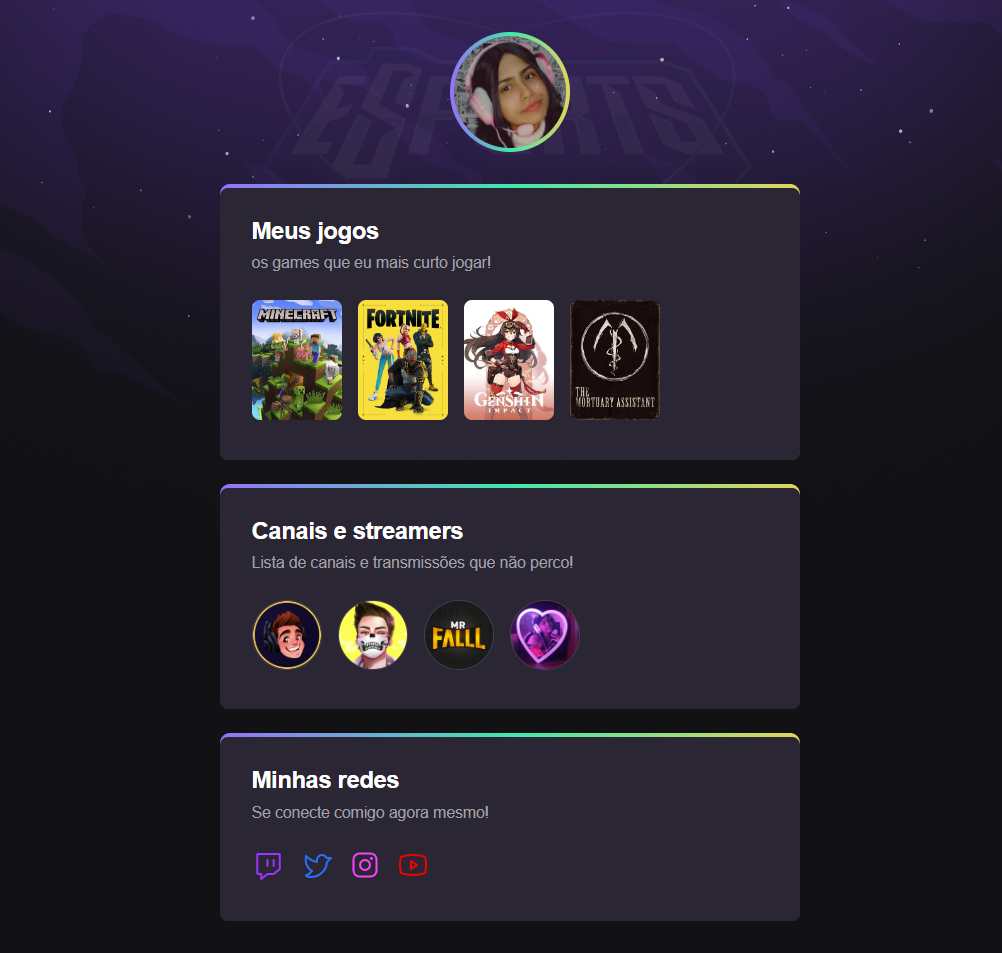 ESPORTS
Meus jogos
os games que eu mais curto jogar!
MINECRAFT
FORTNITE
GENSHIN
IMPACT
THE
MORTUARY ASSISTANT
Canais e streamers
Lista de canais e transmissões que não perco!
MR
FALLL
Minhas redes
Se conecte comigo agora mesmo!